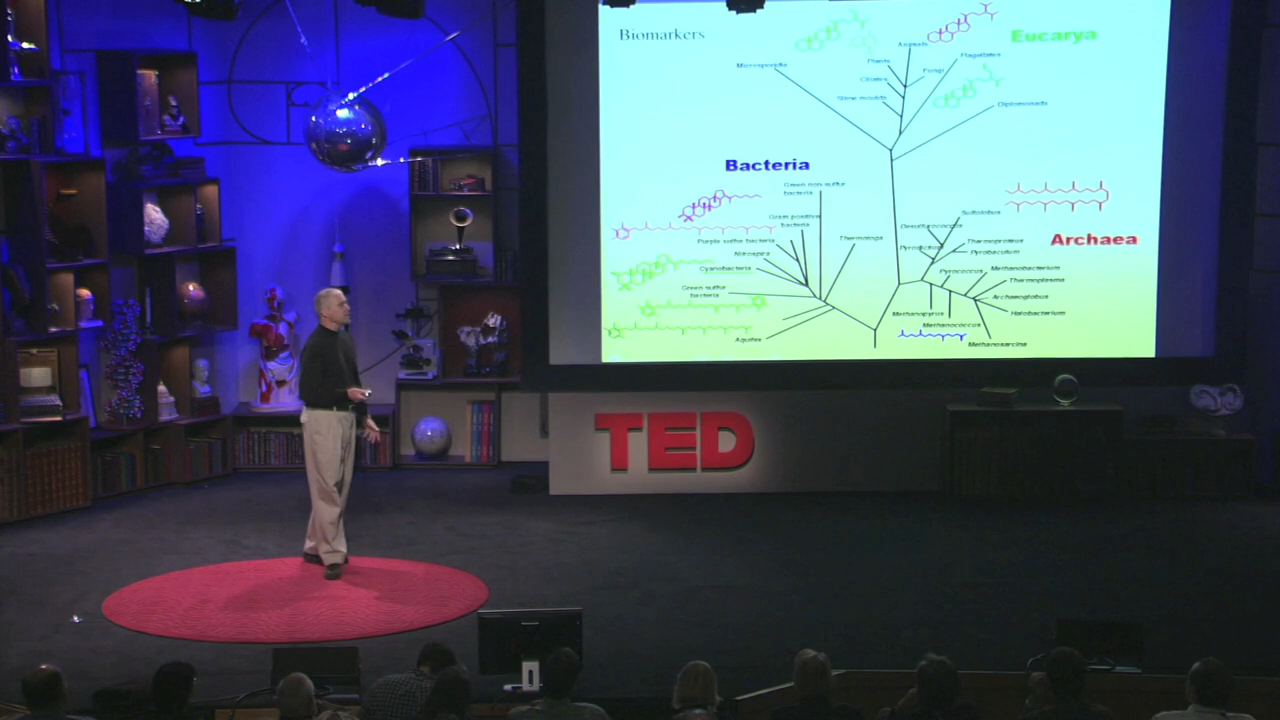 Biomarkers
Eucarya
Animals
Plants
Flagellates
Microsporidia
Fungi
Ciliates
Slime moulds
Diplomonads
Bacteria
Green non sulfur
bacteria
Gram positive
bacteria
Sulfolobus
Desulfurococcus
Purple sulfur bacteria
Thermotoga
Thermoproteus
Archaea
Pyrodictium
Pyrobaculum
Nitrospira
Cyanobacteria
Pyrococcus
Methanobacterium
Thermoplasma
Green sulfur
bacteria
Archaeoglobus
Methanopyrus
Halobacterium
Methanococcus
Aquifex
Methanosarcina
TED